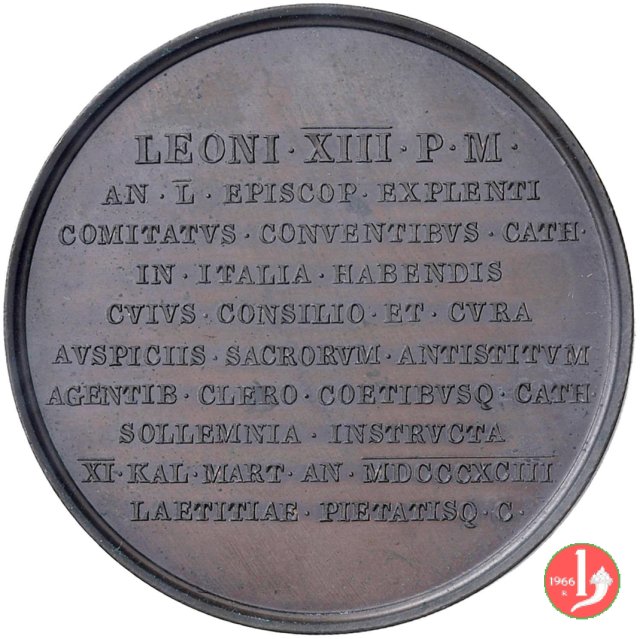 LEONI · XIII · P · M ·
AN · L · EPISCOP · EXPLENTI
COMITATVS · CONVENTIBVS · CATH ·
IN · ITALIA · HABENDIS
CVIVS · CONSILIO · ET · CVRA
AVSPICIIS · SACRORVM · ANTISTITVM
AGENTIB · CLERO · COETIBVSQ · CATH ·
SOLLEMNIA · INSTRVCTA
XI · KAL · MART · AN · MDCCCXCIII
LAETITIAE · PIETATISQ · C ·
1966